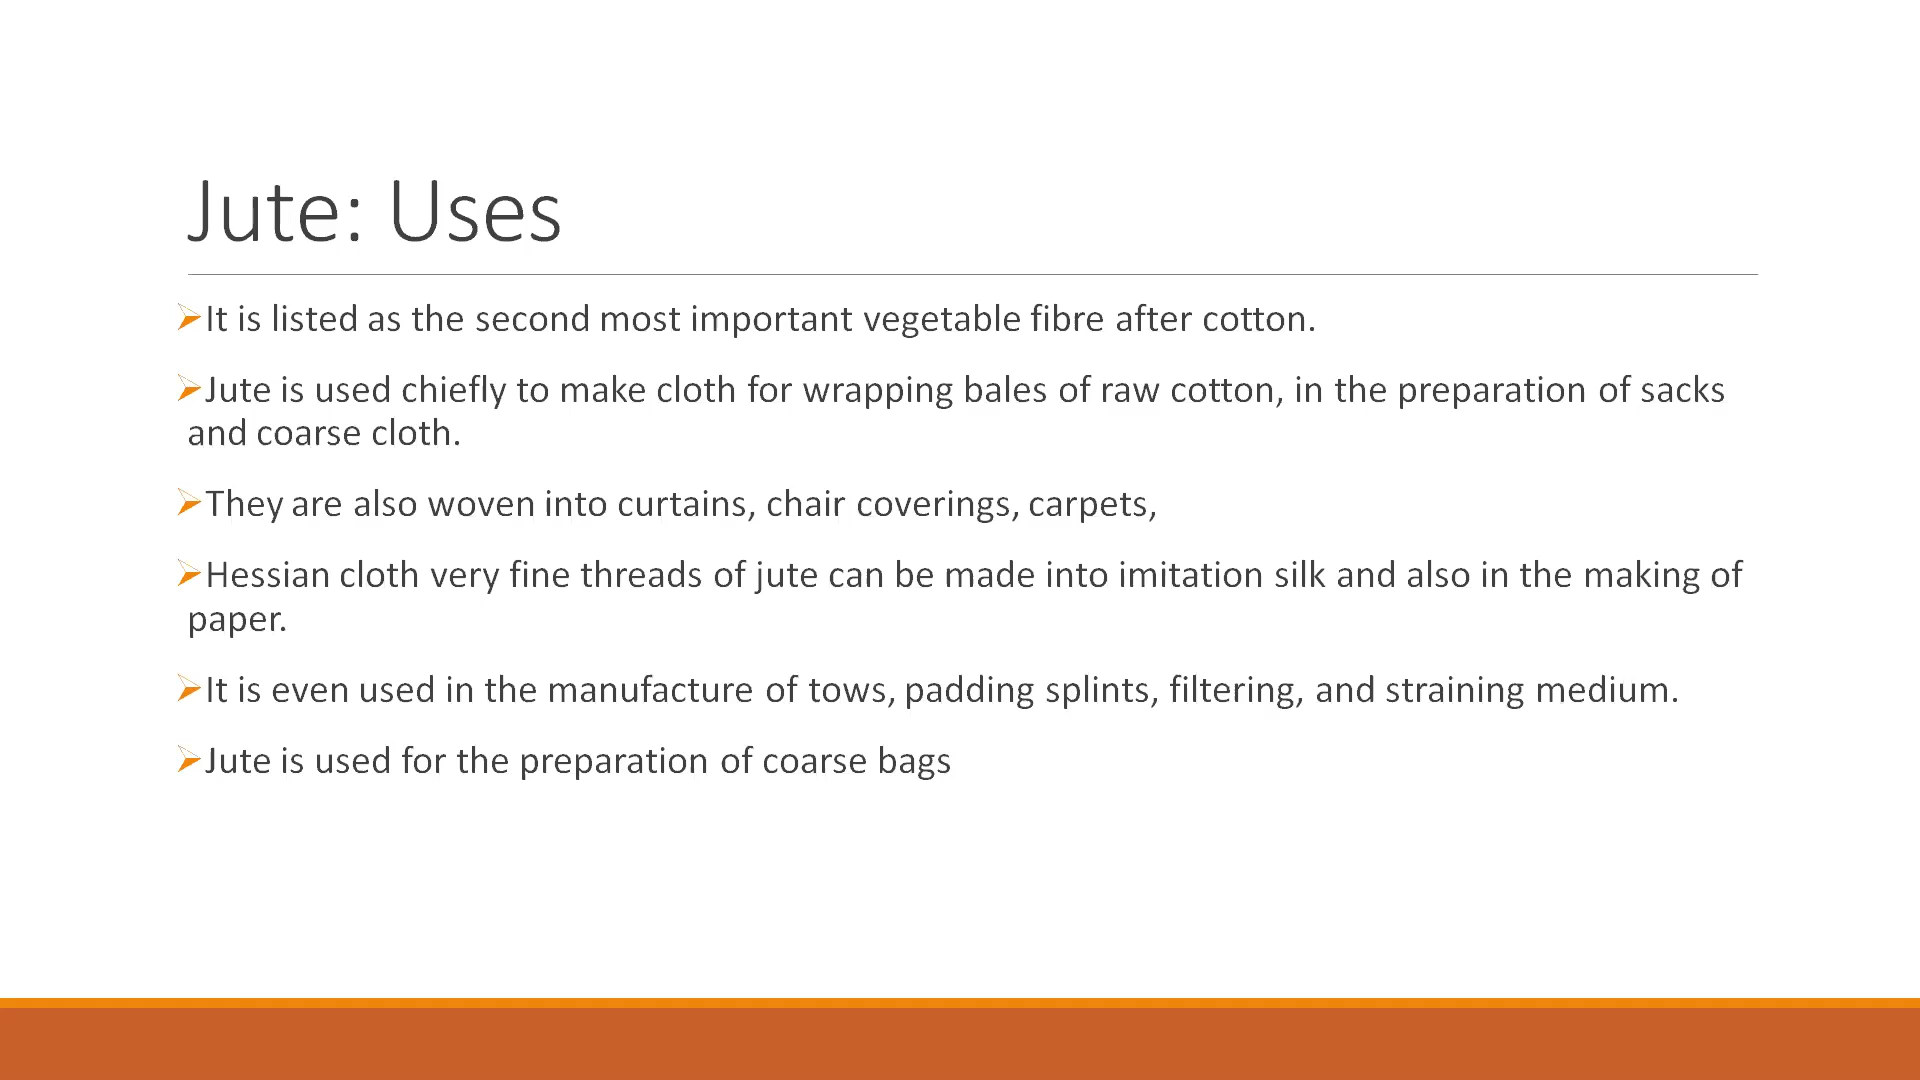 Jute: Uses
It is listed as the second most important vegetable fibre after cotton.
Jute is used chiefly to make cloth for wrapping bales of raw cotton, in the preparation of sacks
and coarse cloth.
They are also woven into curtains, chair coverings, carpets,
Hessian cloth very fine threads of jute can be made into imitation silk and also in the making of
paper.
It is even used in the manufacture of tows, padding splints, filtering, and straining medium.
Jute is used for the preparation of coarse bags